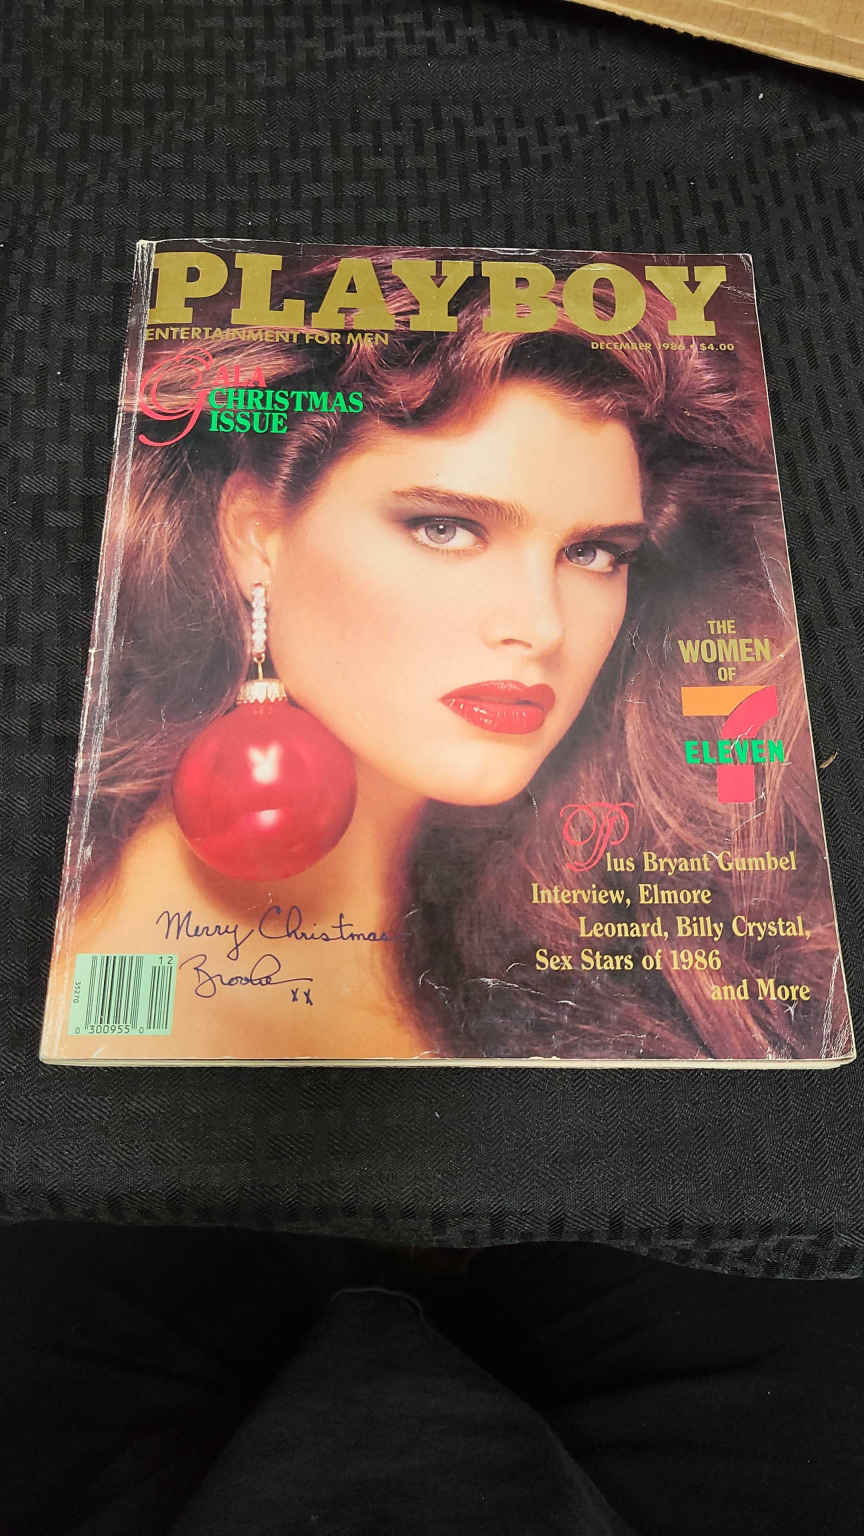 PLAYBOY
ENTERTAINMENT FOR MEN
DECEMBER 1986 • $4.00
GALA
CHRISTMAS
ISSUE
THE
WOMEN
OF
7
ELEVEN
Plus Bryant Gumbel
Interview, Elmore
Leonard, Billy Crystal,
Sex Stars of 1986
and More
Merry Christmas
Brooke
xx
12
35270
0 300955 0